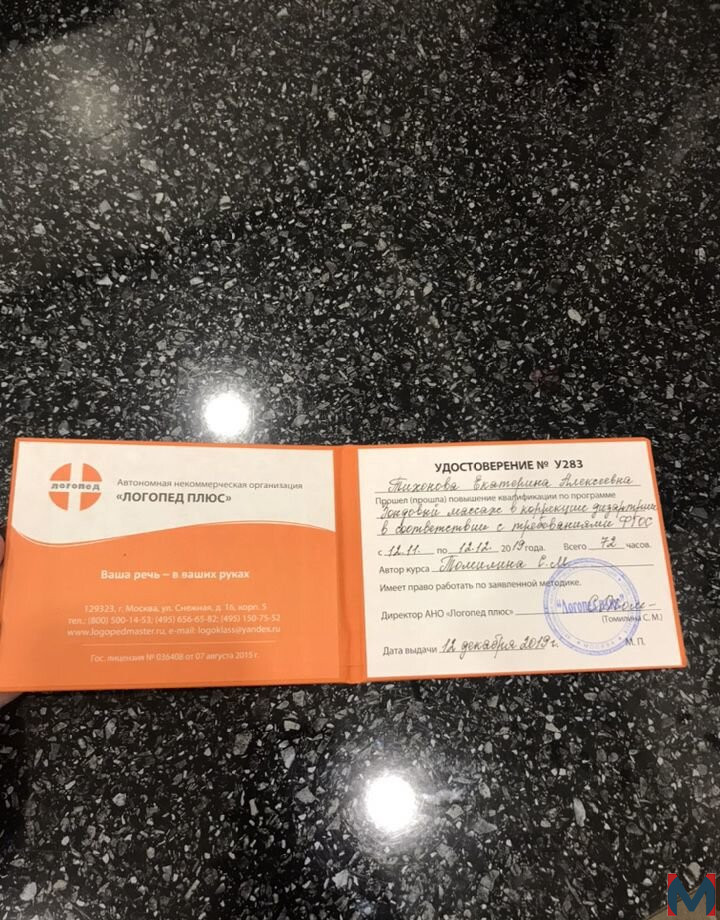 логопед
Автономная некоммерческая организация
«ЛОГОПЕД ПЛЮС»
Ваша речь – в ваших руках
129323, г. Москва, ул. Снежная, д. 16, корп. 5
тел.: (800) 500-14-53; (495) 656-65-82; (495) 150-75-52
www.logopedmaster.ru, e-mail: logoklass@yandes.ru
Гос. лицензия № 036408 от 07 августа 2015 г.
УДОСТОВЕРЕНИЕ № У283
Тихонова Екатерина Алексеевна
Прошел (прошла) повышение квалификации по программе
Зондовый массаж в коррекции дизартрии
в соответствии с требованиями ФГОС
с 12.11. по 12.12. 2019 года. Всего 72 часов.
Автор курса Томилина С.М
Имеет право работать по заявленной методике.
Директор АНО «Логопед плюс»
(Томилина С.М.)
Дата выдачи 12 декабря 2019 г. М. П.
M